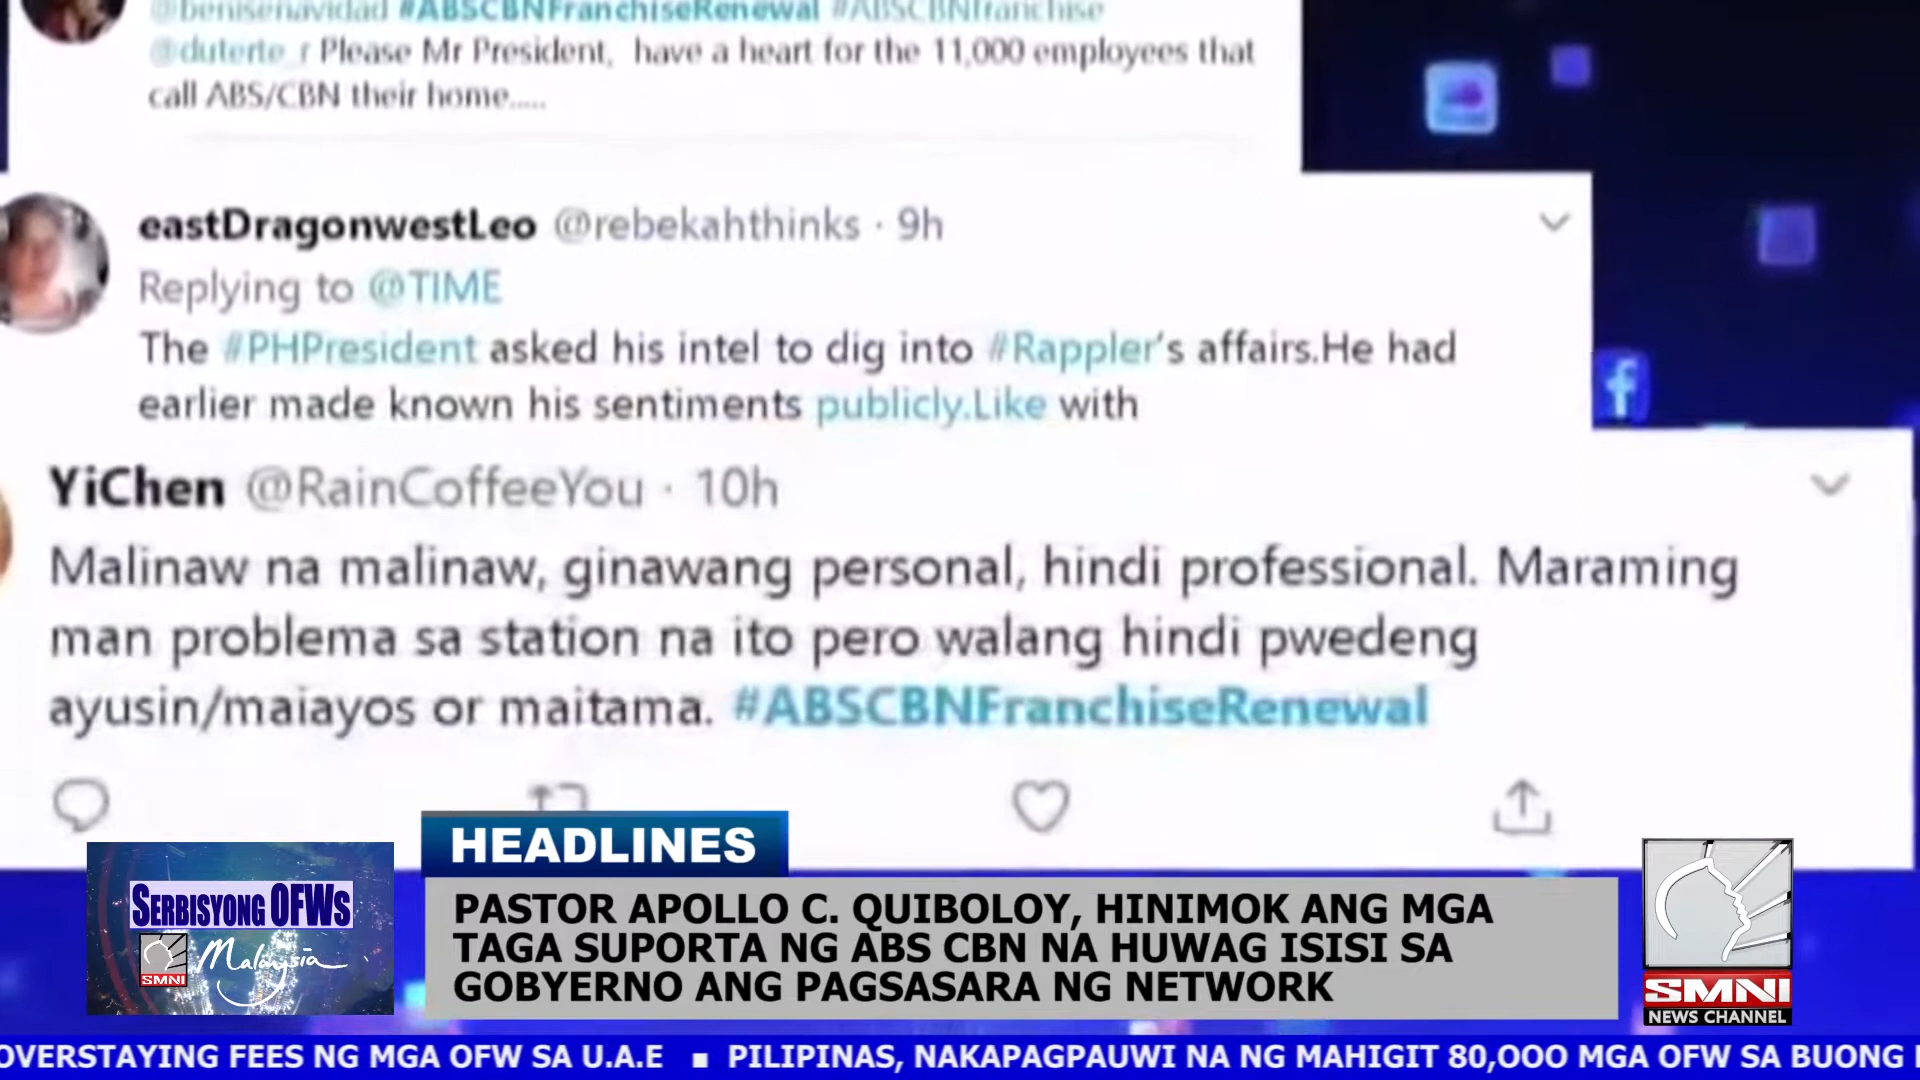 @benisenavidad #ABSCBNFranchiseRenewal #ABSCBNfranchise
@duterte_r Please Mr President, have a heart for the 11,000 employees that
call ABS/CBN their home.....
eastDragonwestLeo @rebekahthinks · 9h
Replying to @TIME
The #PHPresident asked his intel to dig into #Rappler's affairs.He had
earlier made known his sentiments publicly.Like with
YiChen @RainCoffeeYou · 10h
Malinaw na malinaw, ginawang personal, hindi professional. Maraming
man problema sa station na ito pero walang hindi pwedeng
ayusin/maiayos or maitama. #ABSCBNFranchiseRenewal
HEADLINES
SERBISYONG OFWs
SMNI Malaysia
PASTOR APOLLO C. QUIBOLOY, HINIMOK ANG MGA
TAGA SUPORTA NG ABS CBN NA HUWAG ISISI SA
GOBYERNO ANG PAGSASARA NG NETWORK
SMNI
NEWS CHANNEL
OVERSTAYING FEES NG MGA OFW SA U.A.E ■ PILIPINAS, NAKAPAGPAUWI NA NG MAHIGIT 80,000 MGA OFW SA BUONG